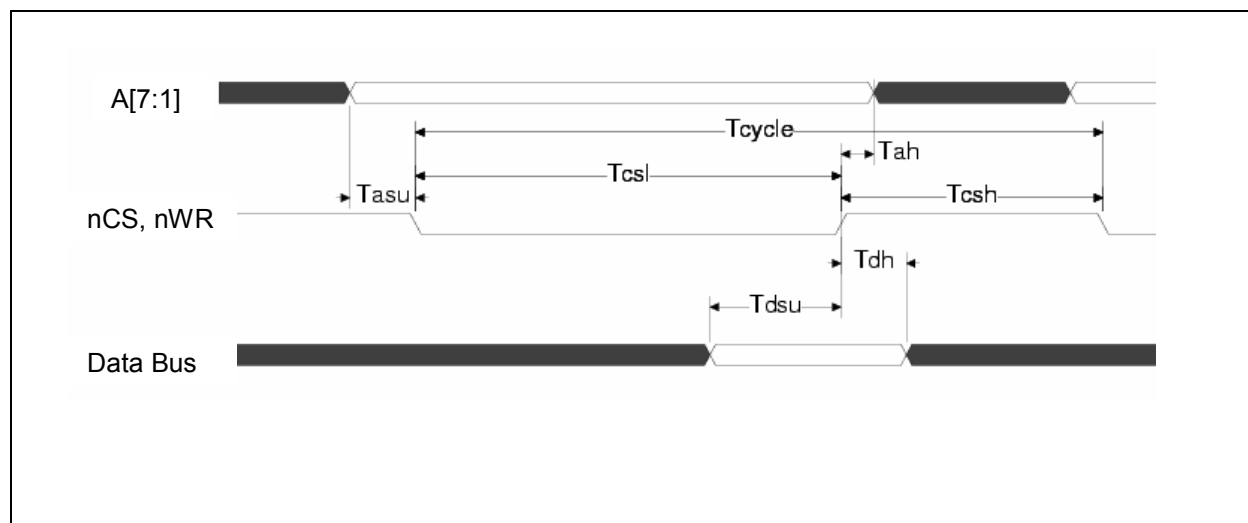 A[7:1]
Tcycle
Tah
Tcsl
Tasu
Tcsh
nCS, nWR
Tdh
Tdsu
Data Bus